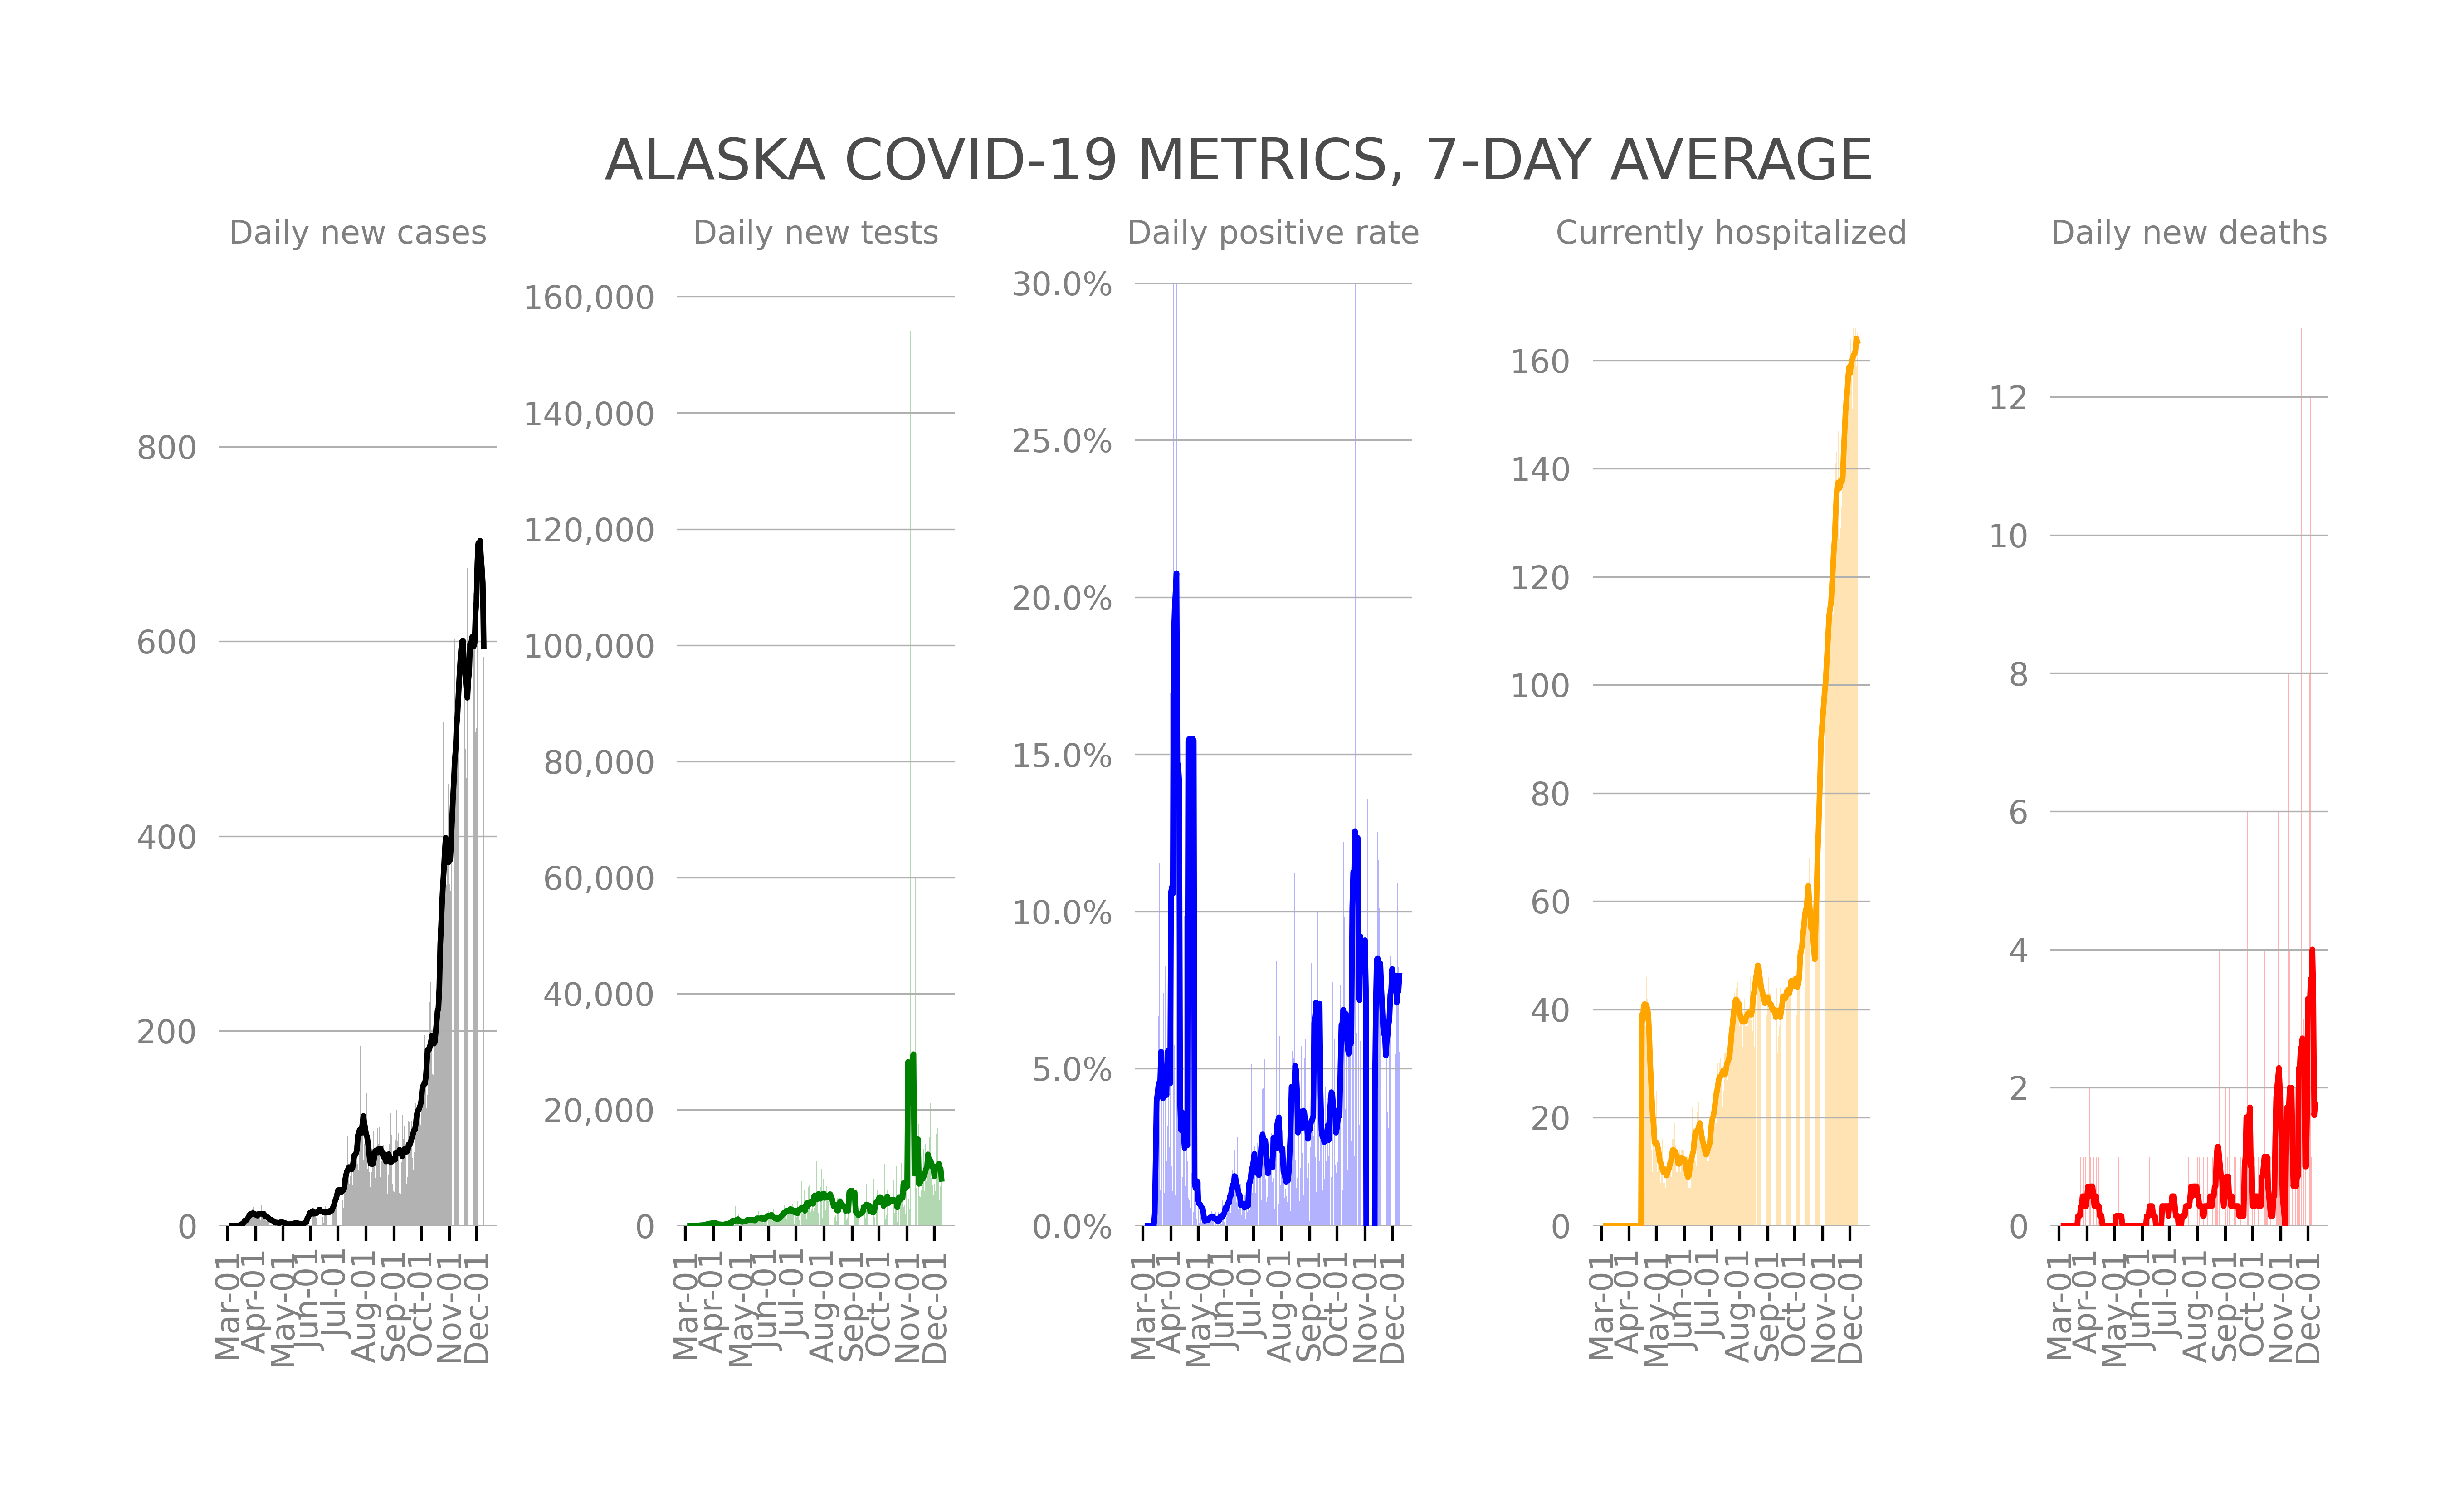 ALASKA COVID-19 METRICS, 7-DAY AVERAGE
Daily new cases
800
600
400
200
0
Mar-01
Apr-01
May-01
Jun-01
Jul-01
Aug-01
Sep-01
Oct-01
Nov-01
Dec-01
Daily new tests
160,000
140,000
120,000
100,000
80,000
60,000
40,000
20,000
0
Mar-01
Apr-01
May-01
Jun-01
Jul-01
Aug-01
Sep-01
Oct-01
Nov-01
Dec-01
Daily positive rate
30.0%
25.0%
20.0%
15.0%
10.0%
5.0%
0.0%
Mar-01
Apr-01
May-01
Jun-01
Jul-01
Aug-01
Sep-01
Oct-01
Nov-01
Dec-01
Currently hospitalized
160
140
120
100
80
60
40
20
0
Mar-01
Apr-01
May-01
Jun-01
Jul-01
Aug-01
Sep-01
Oct-01
Nov-01
Dec-01
Daily new deaths
12
10
8
6
4
2
0
Mar-01
Apr-01
May-01
Jun-01
Jul-01
Aug-01
Sep-01
Oct-01
Nov-01
Dec-01